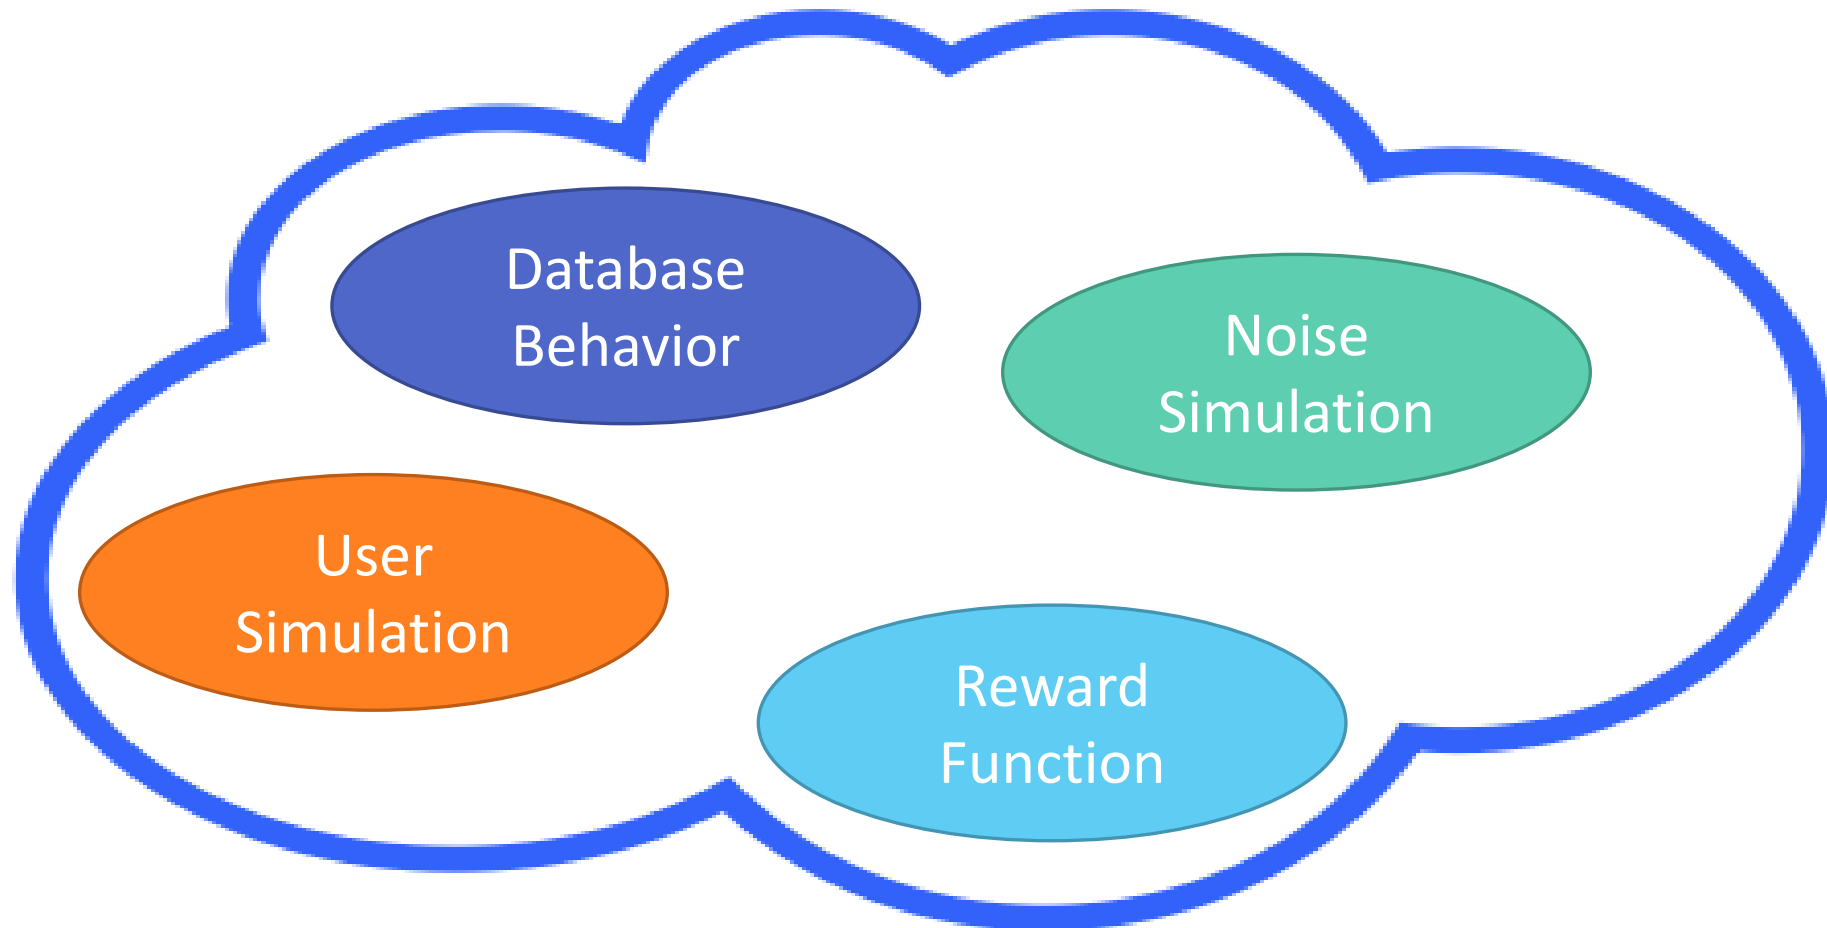 Database
Behavior
Noise
Simulation
User
Simulation
Reward
Function